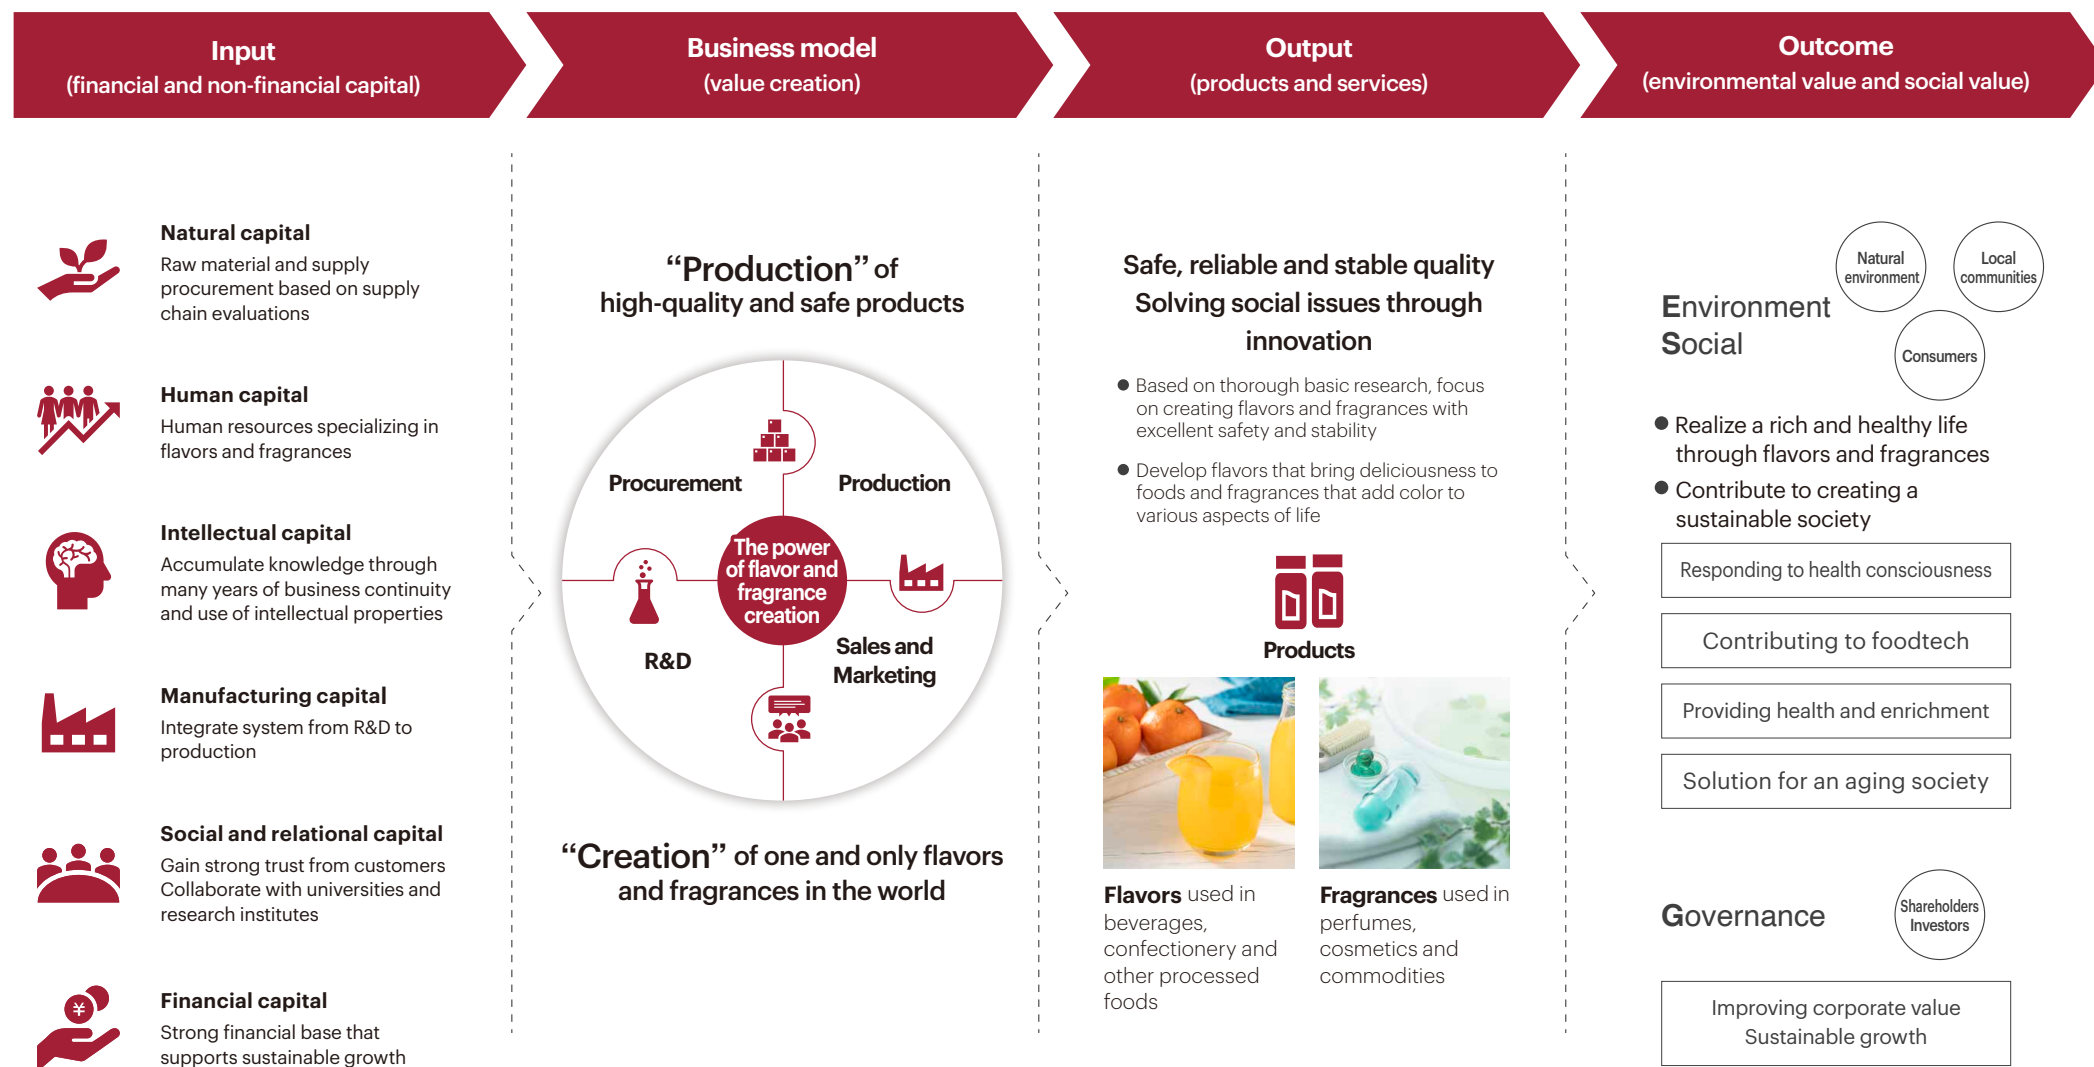 Input
(financial and non-financial capital)
Business model
(value creation)
Output
(products and services)
Outcome
(environmental value and social value)
Natural capital
Raw material and supply
procurement based on supply
chain evaluations
Human capital
Human resources specializing in
flavors and fragrances
Intellectual capital
Accumulate knowledge through
many years of business continuity
and use of intellectual properties
Manufacturing capital
Integrate system from R&D to
production
Social and relational capital
Gain strong trust from customers
Collaborate with universities and
research institutes
Financial capital
¥
Strong financial base that
supports sustainable growth
“Production” of
high-quality and safe products
Procurement
Production
The power
of flavor and
fragrance
creation
R&D
Sales and
Marketing
“Creation” of one and only flavors
and fragrances in the world
Safe, reliable and stable quality
Solving social issues through
innovation
● Based on thorough basic research, focus
on creating flavors and fragrances with
excellent safety and stability
● Develop flavors that bring deliciousness to
foods and fragrances that add color to
various aspects of life
Products
Flavors used in
beverages,
confectionery and
other processed
foods
Fragrances used in
perfumes,
cosmetics and
commodities
Environment
Social
Natural
environment
Local
communities
Consumers
● Realize a rich and healthy life
through flavors and fragrances
● Contribute to creating a
sustainable society
Responding to health consciousness
Contributing to foodtech
Providing health and enrichment
Solution for an aging society
Governance
Shareholders
Investors
Improving corporate value
Sustainable growth